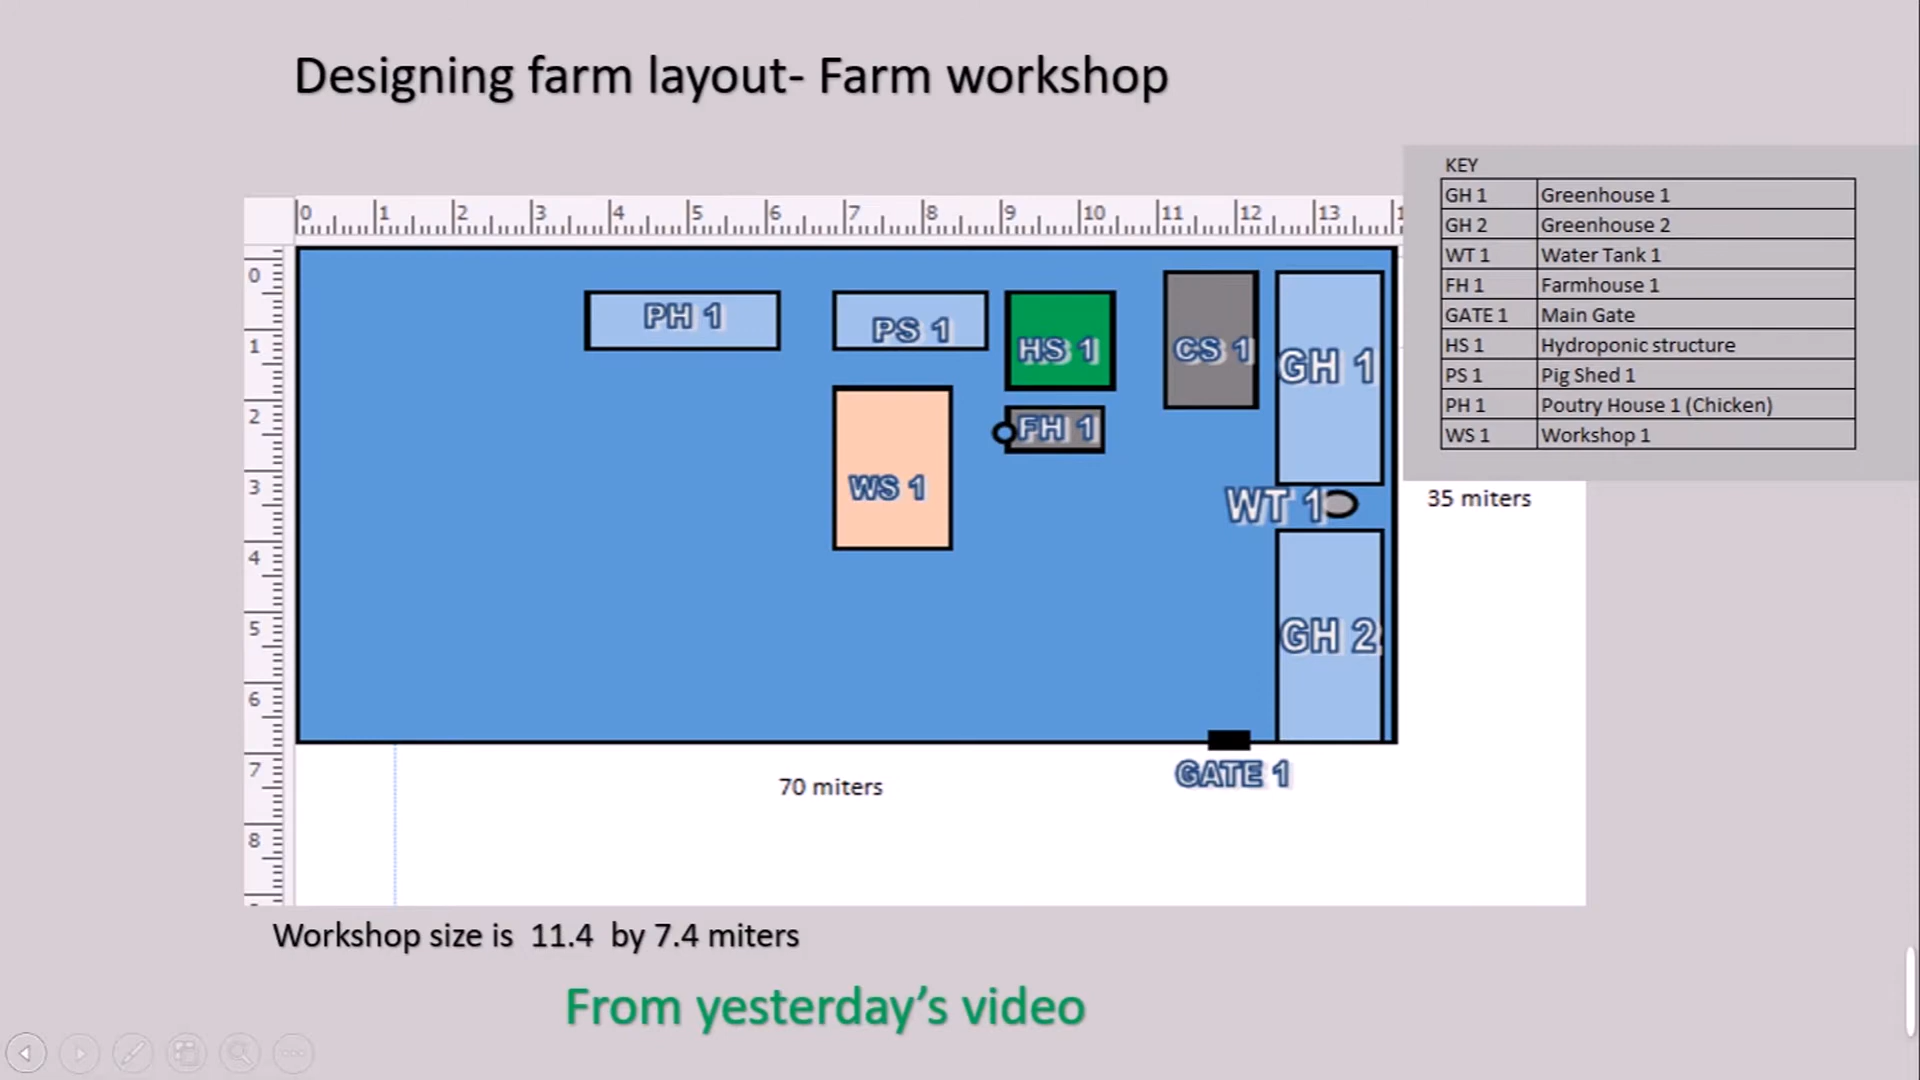 Designing farm layout- Farm workshop
KEY
GH 1 Greenhouse 1
GH 2 Greenhouse 2
WT 1 Water Tank 1
FH 1 Farmhouse 1
GATE 1 Main Gate
HS 1 Hydroponic structure
PS 1 Pig Shed 1
PH 1 Poutry House 1 (Chicken)
WS 1 Workshop 1
0 1 2 3 4 5 6 7 8 9 10 11 12 13 1
0
1
2
3
4
5
6
7
8
PH 1
PS 1
HS 1
CS 1
GH 1
FH 1
WS 1
WT 1
GH 2
35 miters
GATE 1
70 miters
Workshop size is 11.4 by 7.4 miters
From yesterday’s video